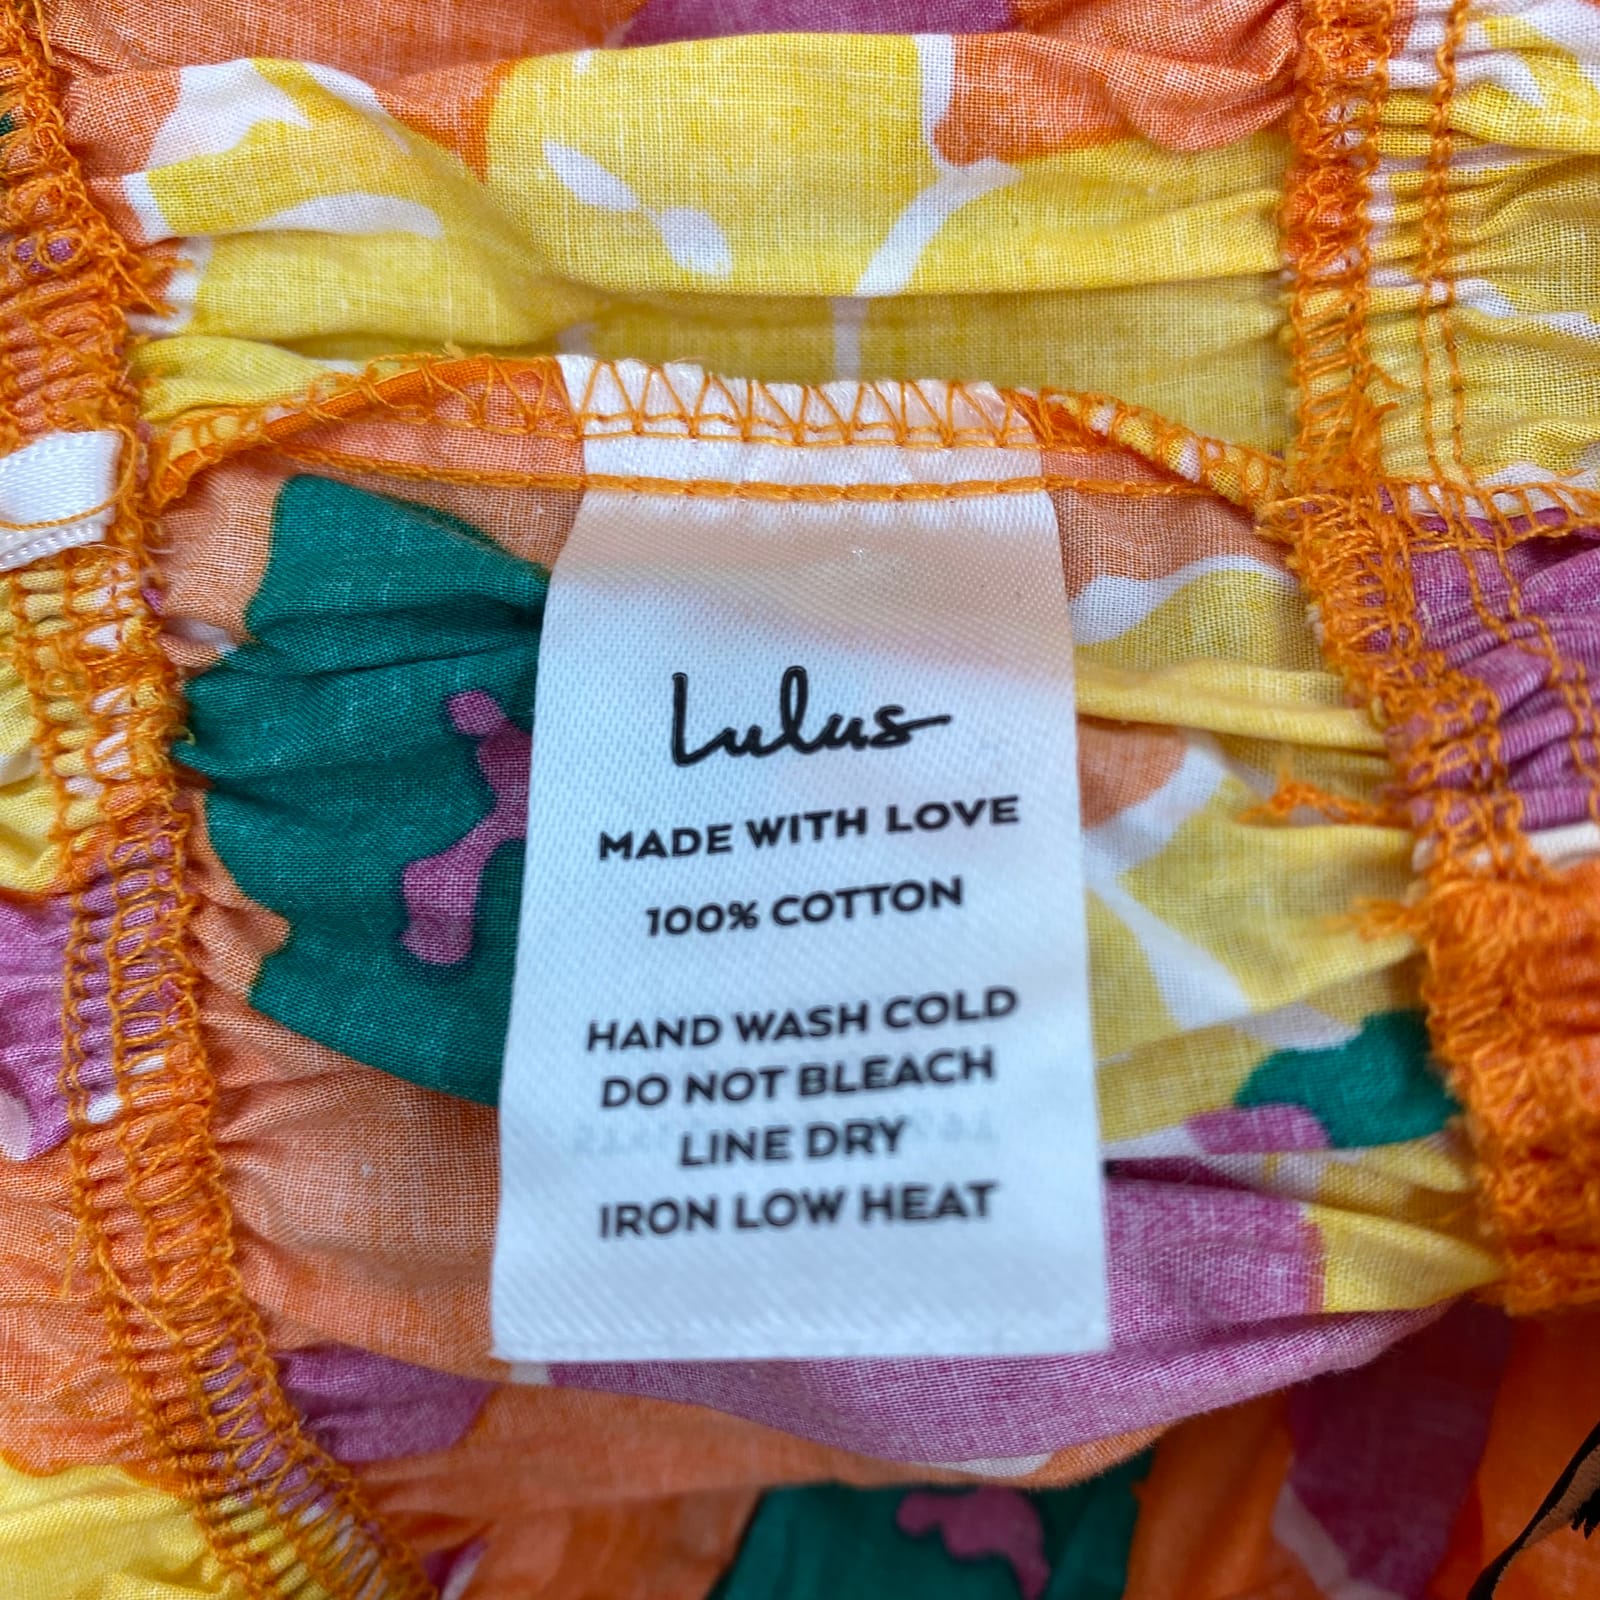 Lulus
MADE WITH LOVE
100% COTTON
HAND WASH COLD
DO NOT BLEACH
LINE DRY
IRON LOW HEAT